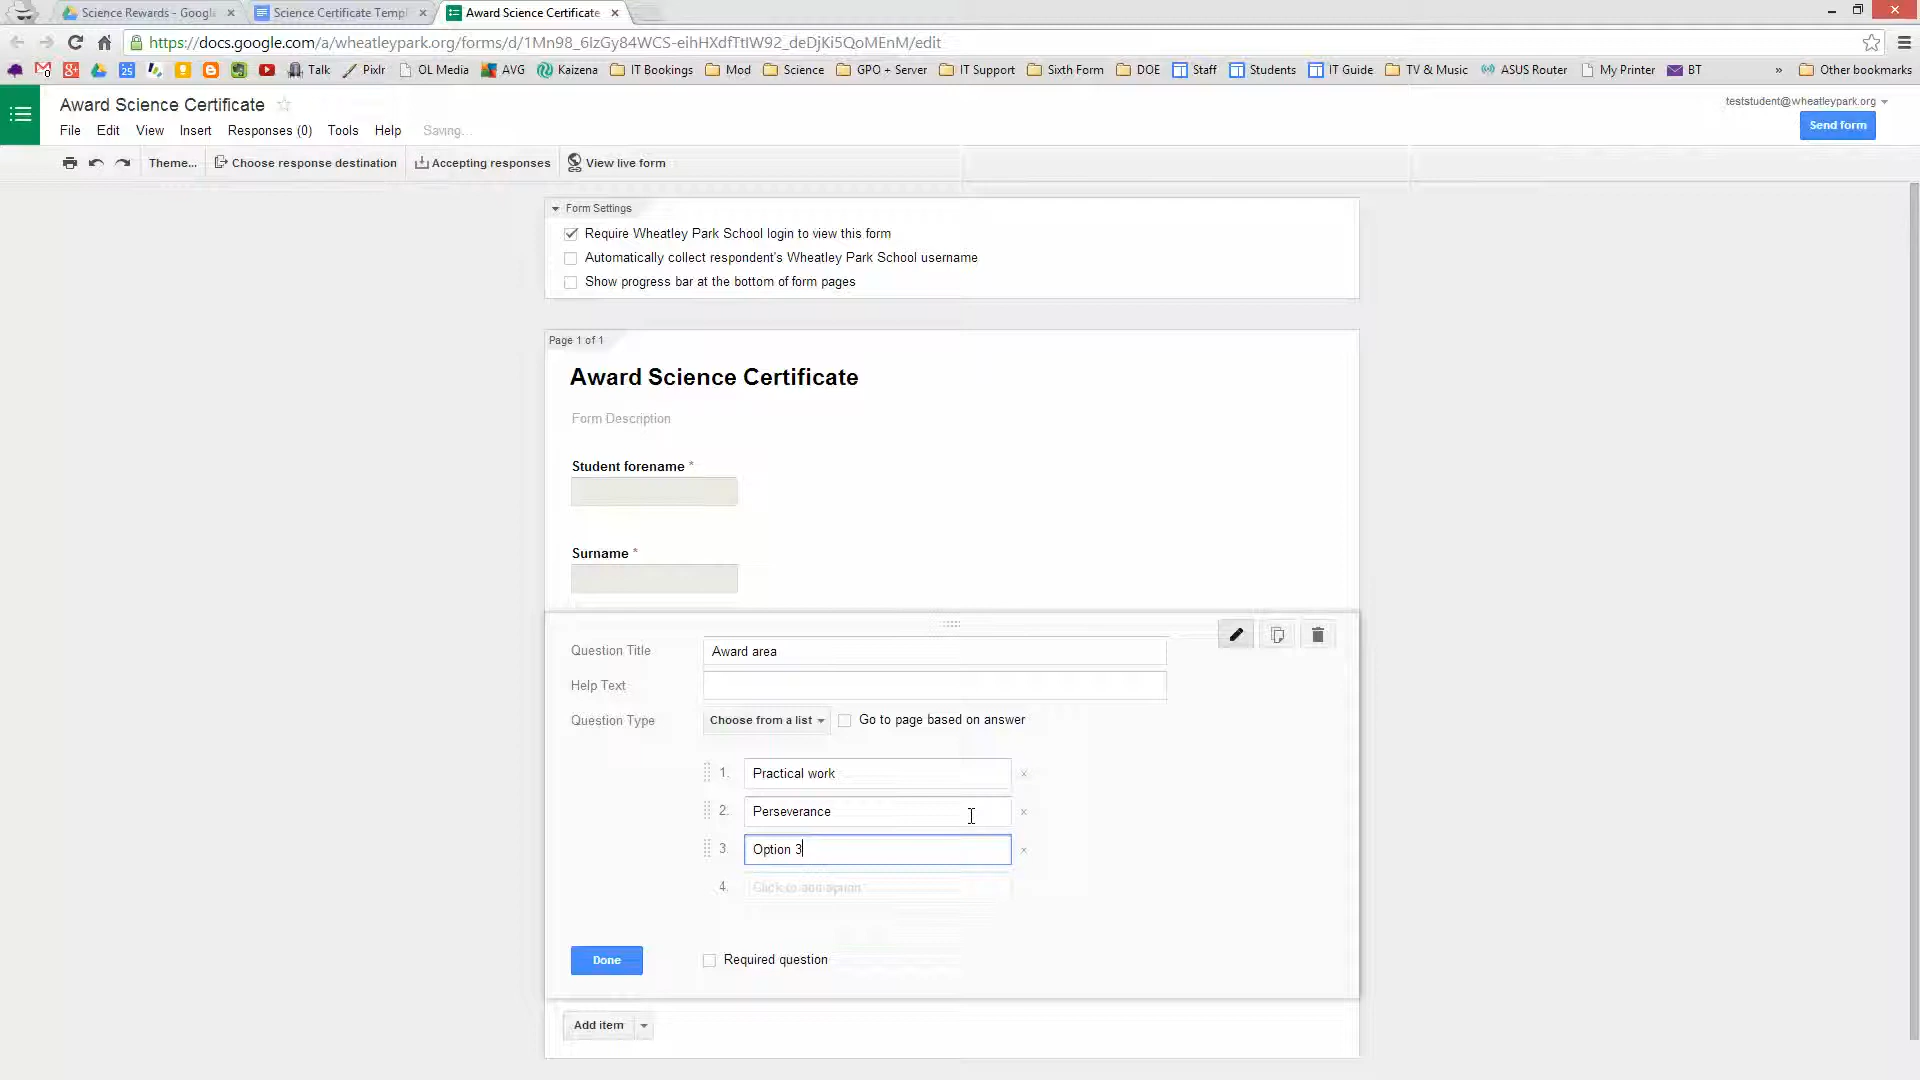 Science Rewards - Googl
Science Certificate Templ
Award Science Certificate
https://docs.google.com/a/wheatleypark.org/forms/d/1Mn98_6IzGy84WCS-eihHXdfTtIW92_deDjKi5QoMEnM/edit
Talk
Pixlr
OL Media
AVG
Kaizena
IT Bookings
Mod
Science
GPO + Server
IT Support
Sixth Form
DOE
Staff
Students
IT Guide
TV & Music
ASUS Router
My Printer
BT
»
Other bookmarks
Award Science Certificate
teststudent@wheatleypark.org
File Edit View Insert Responses (0) Tools Help Saving...
Send form
Theme... Choose response destination Accepting responses View live form
Form Settings
Require Wheatley Park School login to view this form
Automatically collect respondent's Wheatley Park School username
Show progress bar at the bottom of form pages
Page 1 of 1
Award Science Certificate
Form Description
Student forename *
Surname *
Question Title Award area
Help Text
Question Type Choose from a list Go to page based on answer
1. Practical work
2. Perseverance
3. Option 3
4. Click to add option
Done Required question
Add item